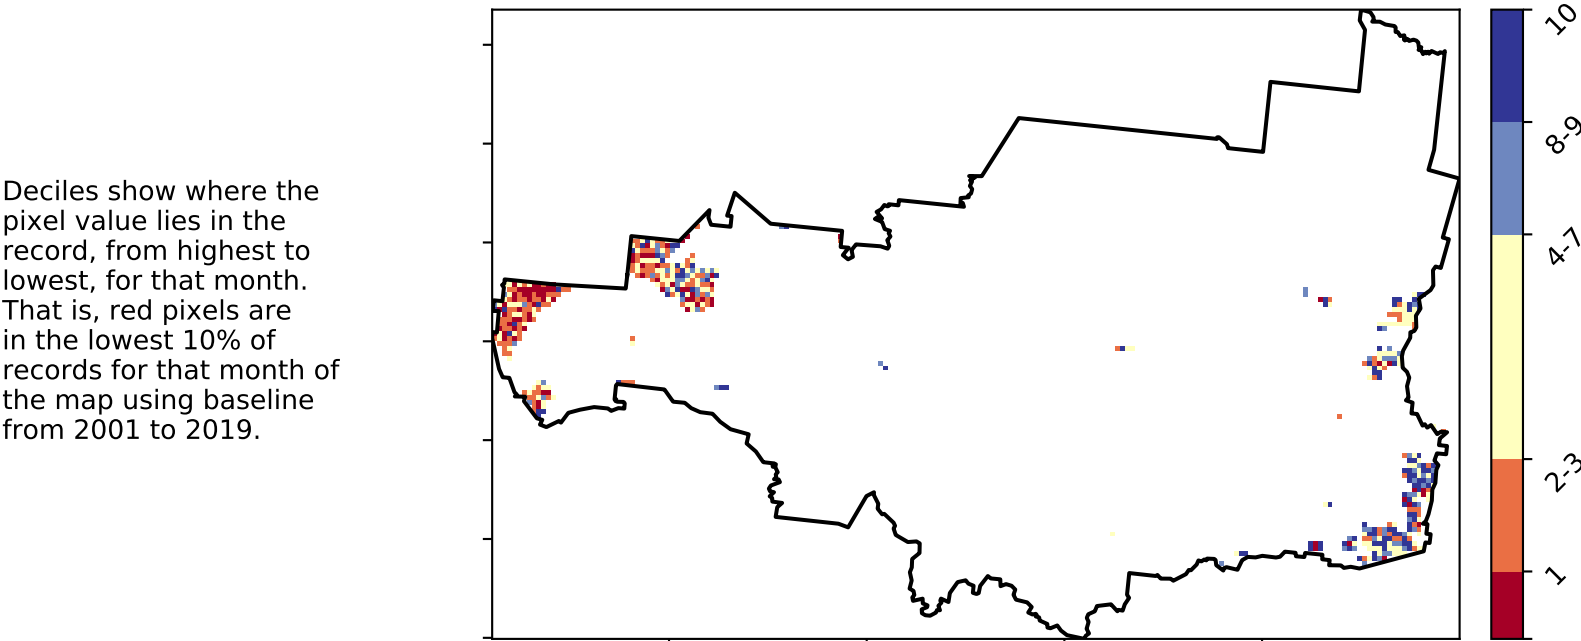 Deciles show where the
pixel value lies in the
record, from highest to
lowest, for that month.
That is, red pixels are
in the lowest 10% of
records for that month of
the map using baseline
from 2001 to 2019.
10
8-9
4-7
2-3
1